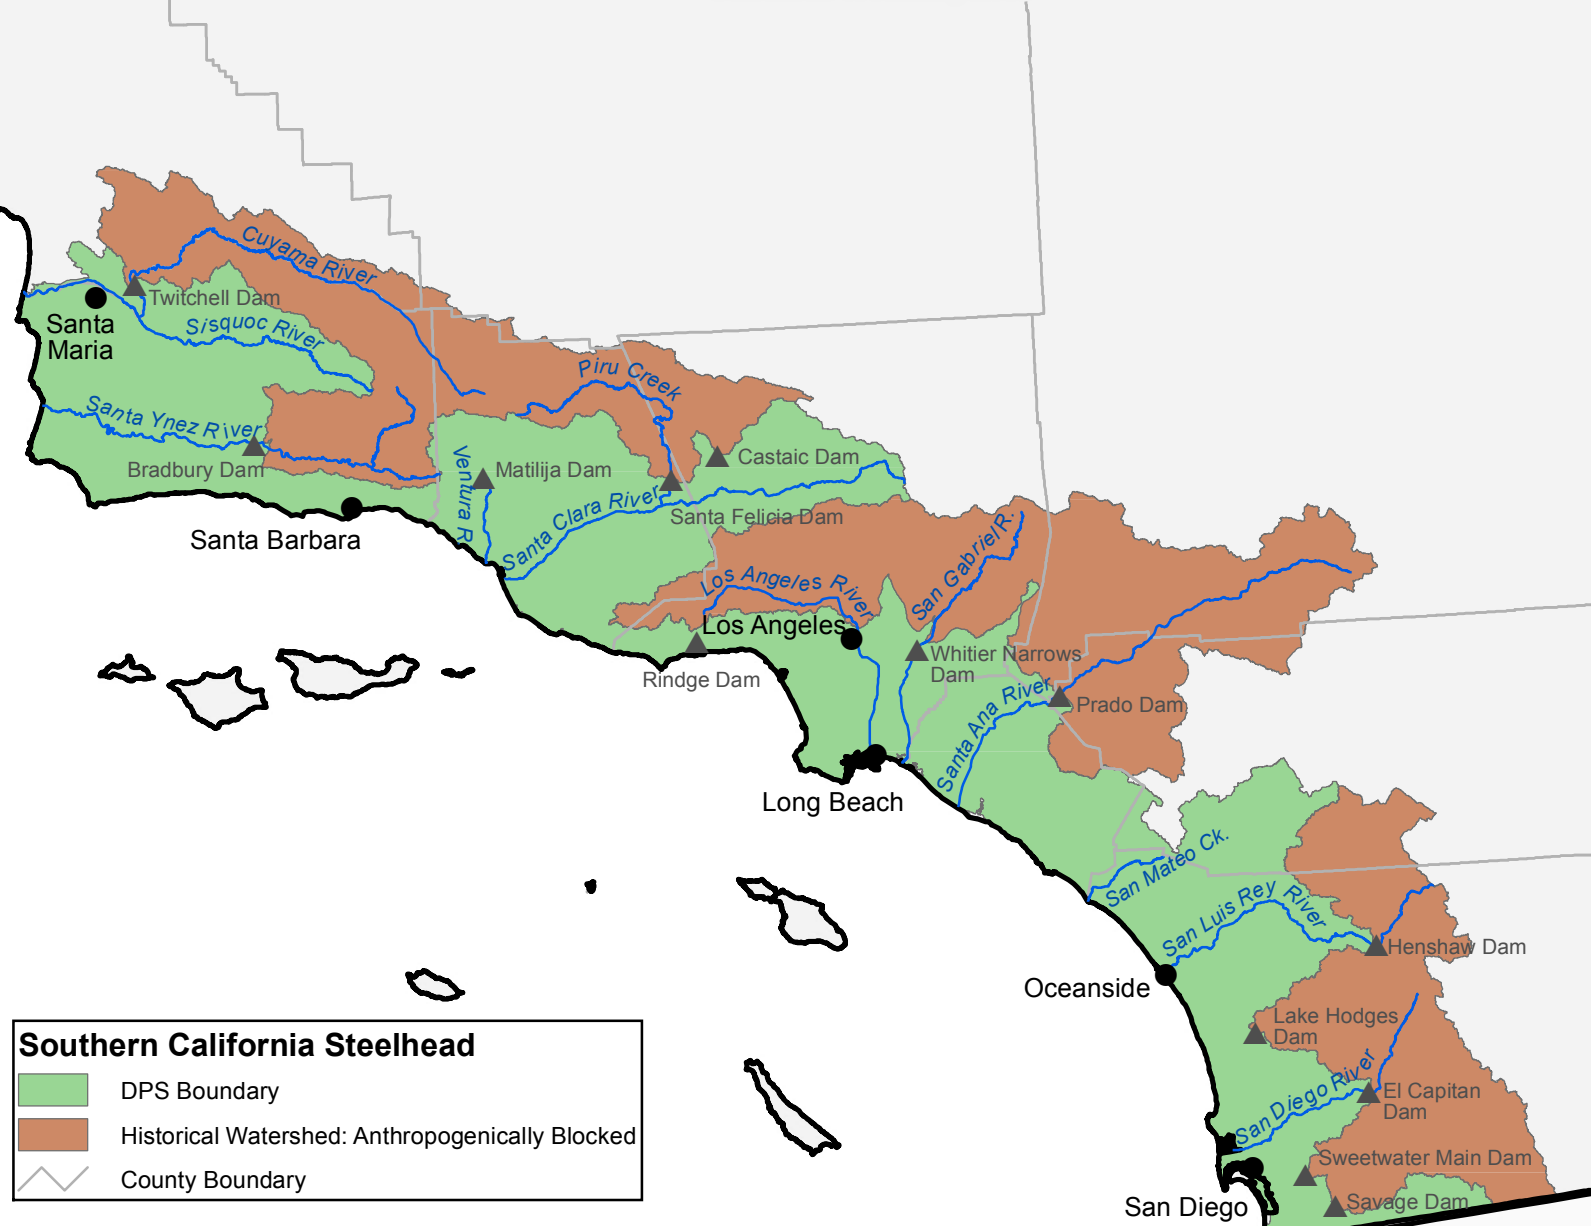 Cuyama River
Twitchell Dam
Santa
Maria
Sisquoc River
Piru Creek
Santa Ynez River
Bradbury Dam
Ventura R
Matilija Dam
Castaic Dam
Santa Clara River
Santa Felicia Dam
Santa Barbara
San Gabriel R.
Los Angeles River
Los Angeles
Whitier Narrows
Dam
Rindge Dam
Santa Ana River
Prado Dam
Long Beach
San Mateo Ck.
San Luis Rey River
Henshaw Dam
Oceanside
Lake Hodges
Dam
San Diego River
El Capitan
Dam
Sweetwater Main Dam
Savage Dam
San Diego
Southern California Steelhead
DPS Boundary
Historical Watershed: Anthropogenically Blocked
County Boundary